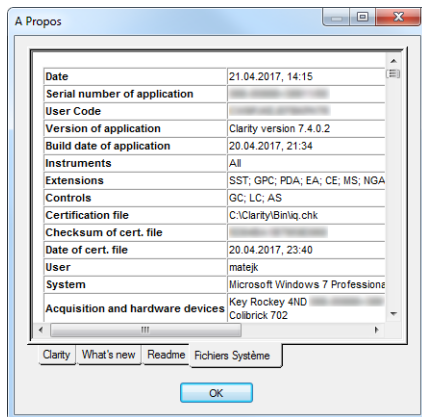 A Propos
Date 21.04.2017, 14:15
Serial number of application
User Code
Version of application Clarity version 7.4.0.2
Build date of application 20.04.2017, 21:34
Instruments All
Extensions SST; GPC; PDA; EA; CE; MS; NGA
Controls GC; LC; AS
Certification file C:\Clarity\Bin\iq.chk
Checksum of cert. file
Date of cert. file 20.04.2017, 23:40
User matejk
System Microsoft Windows 7 Professiona
Acquisition and hardware devices Key Rockey 4ND
Colibrick 702
Clarity What's new Readme Fichiers Système
OK